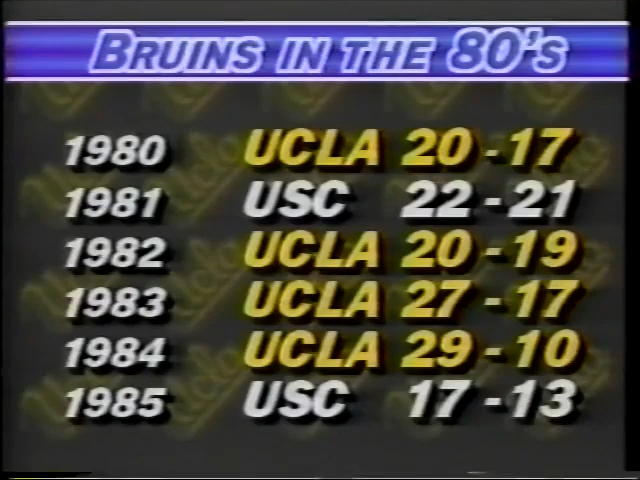 BRUINS IN THE 80's
1980 UCLA 20-17
1981 USC 22-21
1982 UCLA 20-19
1983 UCLA 27-17
1984 UCLA 29-10
1985 USC 17-13